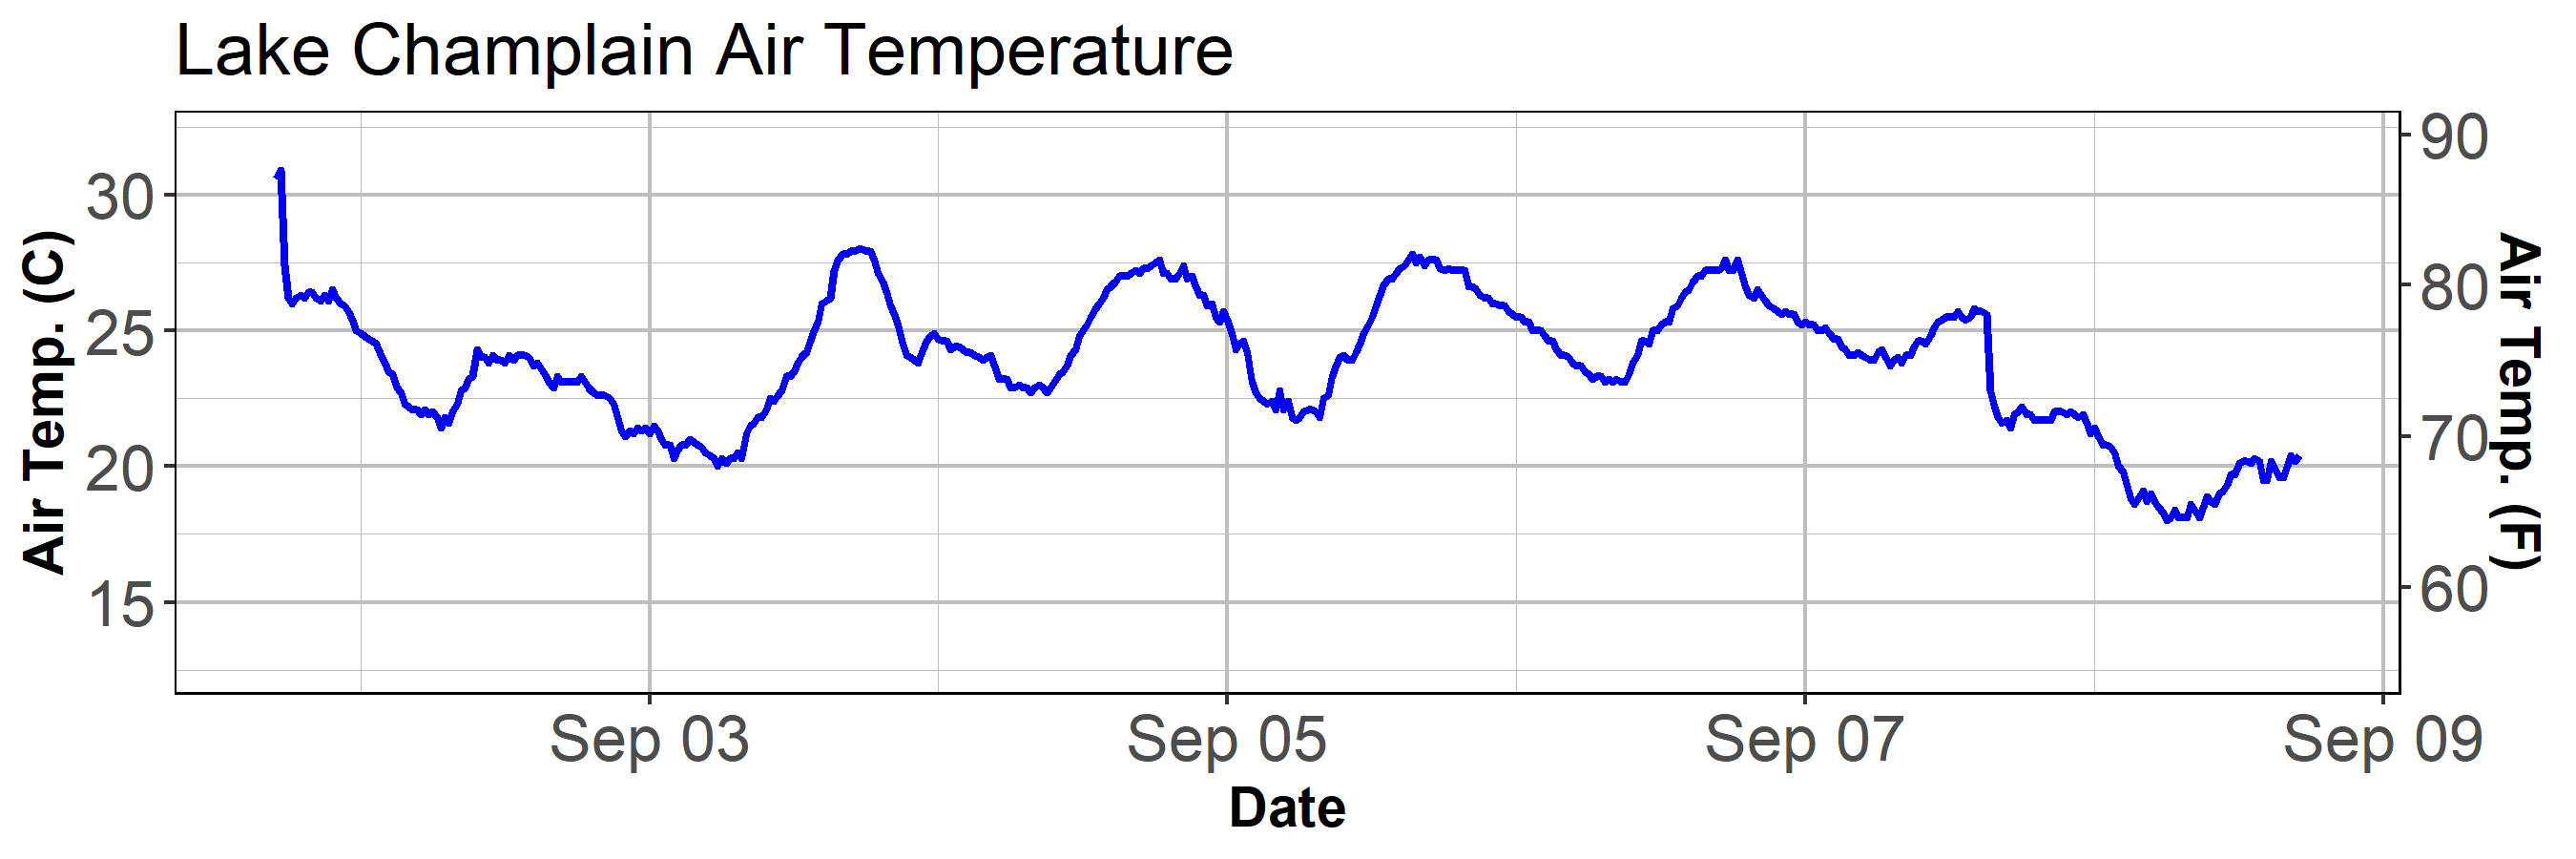 Lake Champlain Air Temperature
Air Temp. (C)
30
25
20
15
90
80
70
60
Air Temp. (F)
Sep 03 Sep 05 Sep 07 Sep 09
Date